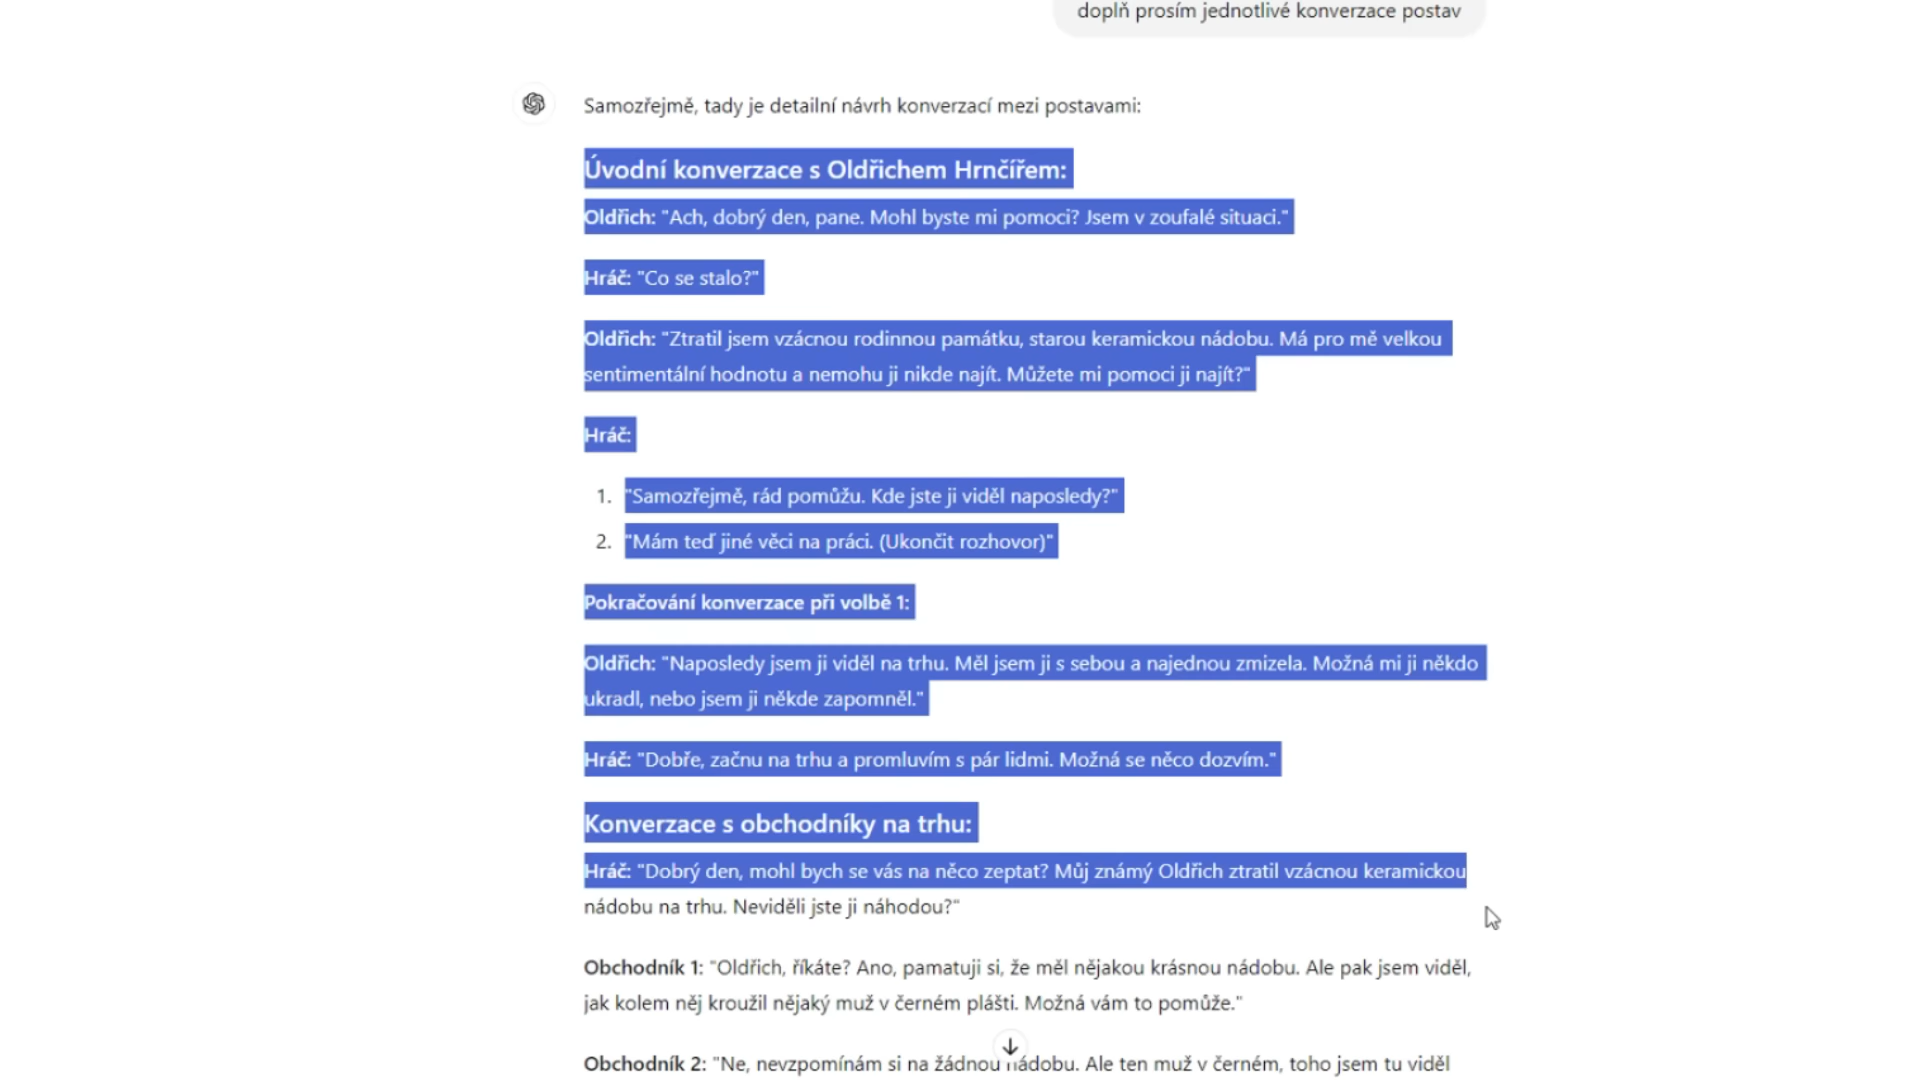 doplň prosím jednotlivé konverzace postav
Samozřejmě, tady je detailní návrh konverzací mezi postavami:
Úvodní konverzace s Oldřichem Hrnčířem:
Oldřich: "Ach, dobrý den, pane. Mohl byste mi pomoci? Jsem v zoufalé situaci."
Hráč: "Co se stalo?"
Oldřich: "Ztratil jsem vzácnou rodinnou památku, starou keramickou nádobu. Má pro mě velkou
sentimentální hodnotu a nemohu ji nikde najít. Můžete mi pomoci ji najít?"
Hráč:
1. "Samozřejmě, rád pomůžu. Kde jste ji viděl naposledy?"
2. "Mám teď jiné věci na práci. (Ukončit rozhovor)"
Pokračování konverzace při volbě 1:
Oldřich: "Naposledy jsem ji viděl na trhu. Měl jsem ji s sebou a najednou zmizela. Možná mi ji někdo
ukradl, nebo jsem ji někde zapomněl."
Hráč: "Dobře, začnu na trhu a promluvím s pár lidmi. Možná se něco dozvím."
Konverzace s obchodníky na trhu:
Hráč: "Dobrý den, mohl bych se vás na něco zeptat? Můj známý Oldřich ztratil vzácnou keramickou
nádobu na trhu. Neviděli jste ji náhodou?"
Obchodník 1: "Oldřich, říkáte? Ano, pamatuji si, že měl nějakou krásnou nádobu. Ale pak jsem viděl,
jak kolem něj kroužil nějaký muž v černém plášti. Možná vám to pomůže."
Obchodník 2: "Ne, nevzpomínám si na žádnou nádobu. Ale ten muž v černém, toho jsem tu viděl